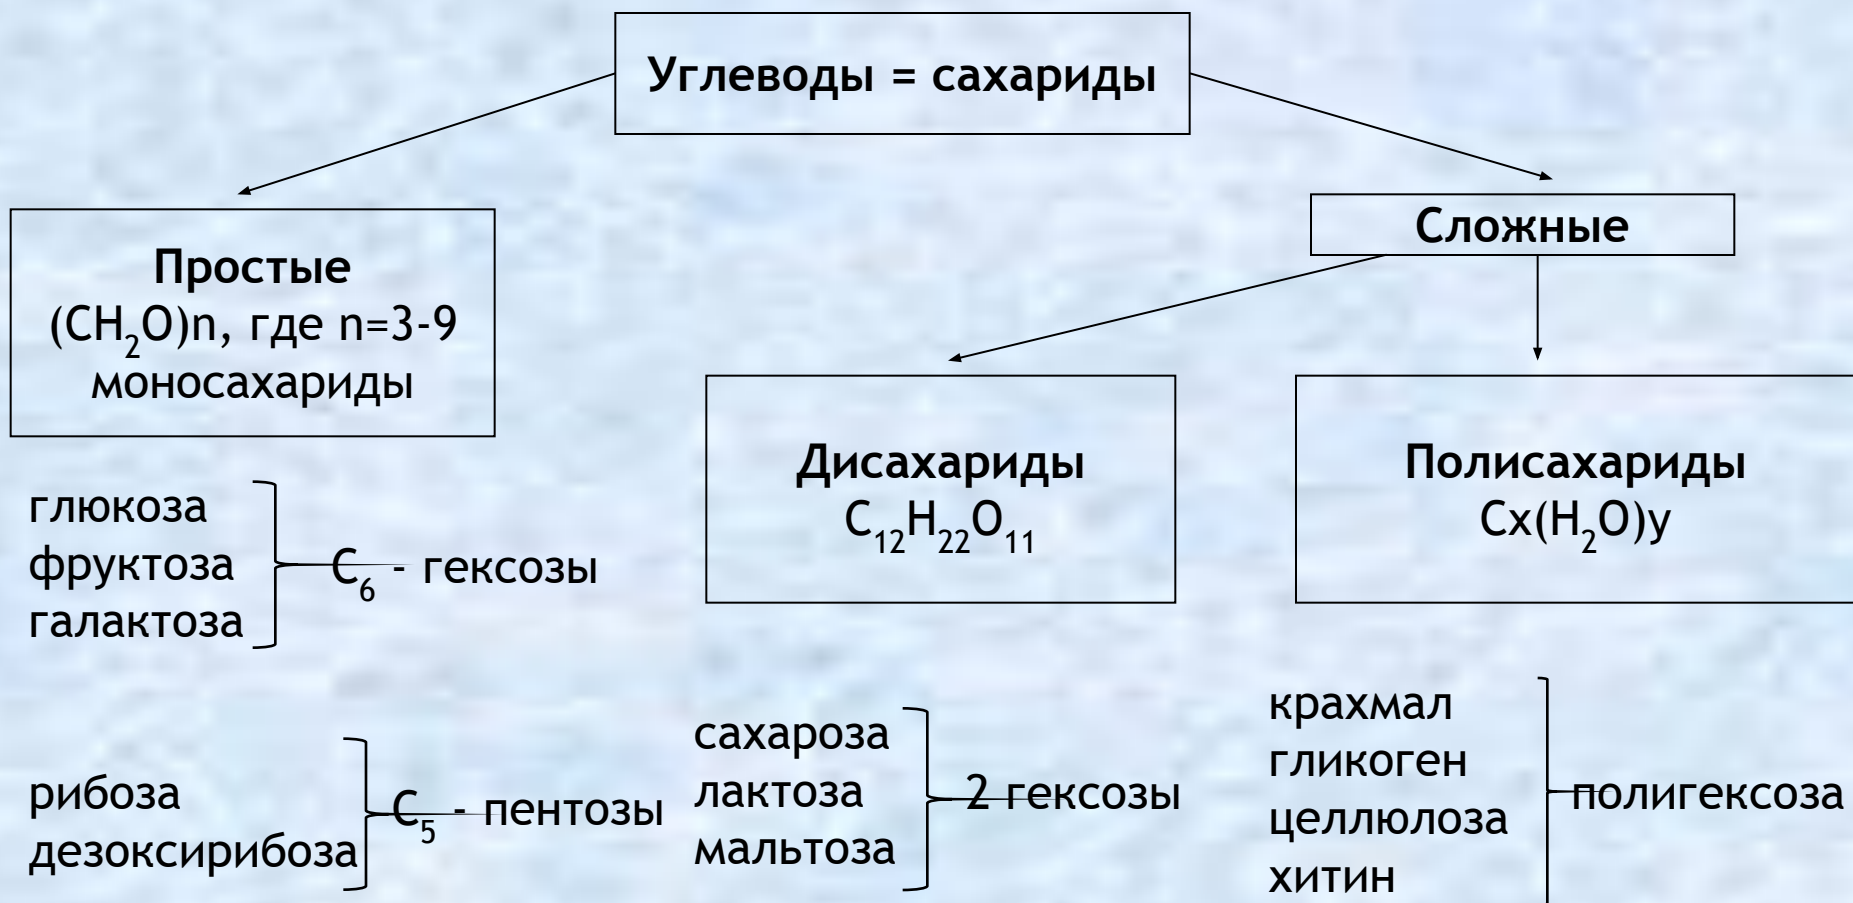 Углеводы = сахариды
Простые
(CH₂O)n, где n=3-9
моносахариды
Сложные
Дисахариды
C₁₂H₂₂O₁₁
Полисахариды
Cx(H₂O)y
глюкоза
фруктоза
галактоза
C₆ - гексозы
рибоза
дезоксирибоза
C₅ - пентозы
сахароза
лактоза
мальтоза
2 гексозы
крахмал
гликоген
целлюлоза
хитин
полигексоза